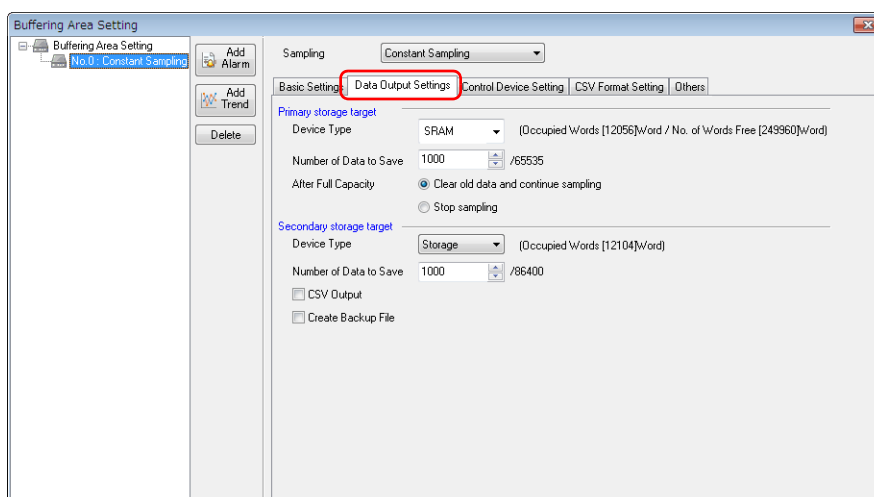 Buffering Area Setting
Buffering Area Setting
No.0 : Constant Sampling
Add
Alarm
Add
Trend
Delete
Sampling Constant Sampling
Basic Settings Data Output Settings Control Device Setting CSV Format Setting Others
Primary storage target
Device Type SRAM (Occupied Words [12056]Word / No. of Words Free [249960]Word)
Number of Data to Save 1000 /65535
After Full Capacity Clear old data and continue sampling
Stop sampling
Secondary storage target
Device Type Storage (Occupied Words [12104]Word)
Number of Data to Save 1000 /86400
CSV Output
Create Backup File